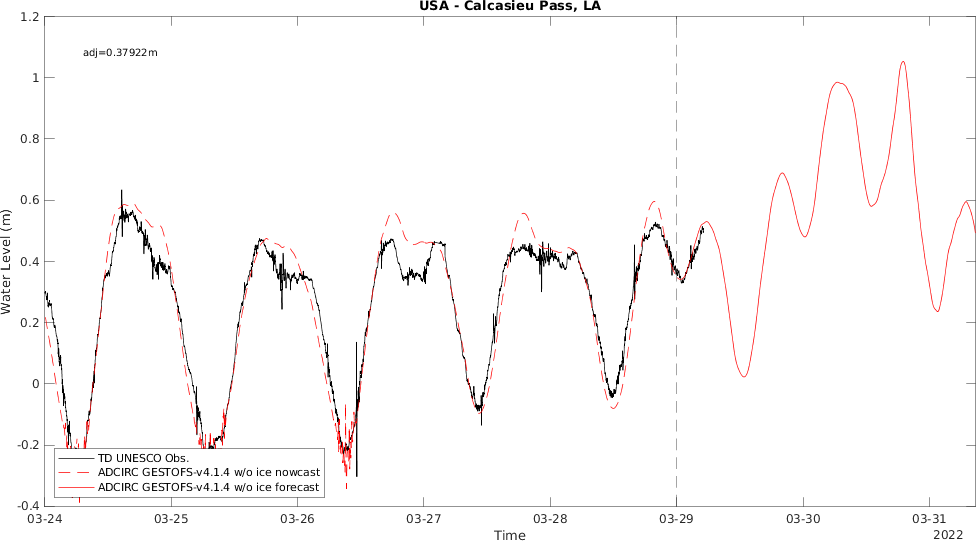 USA - Calcasieu Pass, LA
1.2
adj=0.37922m
1
0.8
0.6
0.4
0.2
0
-0.2
-0.4
Water Level (m)
TD UNESCO Obs.
ADCIRC GESTOFS-v4.1.4 w/o ice nowcast
ADCIRC GESTOFS-v4.1.4 w/o ice forecast
03-24 03-25 03-26 03-27 03-28 03-29 03-30 03-31
Time
2022